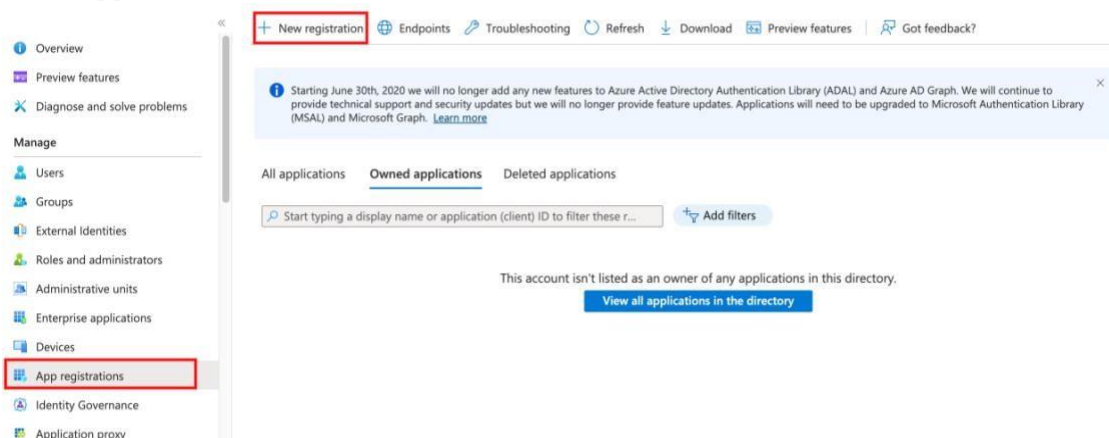 Overview
Preview features
Diagnose and solve problems
Manage
Users
Groups
External Identities
Roles and administrators
Administrative units
Enterprise applications
Devices
App registrations
Identity Governance
Application proxy
New registration Endpoints Troubleshooting Refresh Download Preview features Got feedback?
Starting June 30th, 2020 we will no longer add any new features to Azure Active Directory Authentication Library (ADAL) and Azure AD Graph. We will continue to
provide technical support and security updates but we will no longer provide feature updates. Applications will need to be upgraded to Microsoft Authentication Library
(MSAL) and Microsoft Graph. Learn more
All applications Owned applications Deleted applications
Start typing a display name or application (client) ID to filter these r...
Add filters
This account isn't listed as an owner of any applications in this directory.
View all applications in the directory